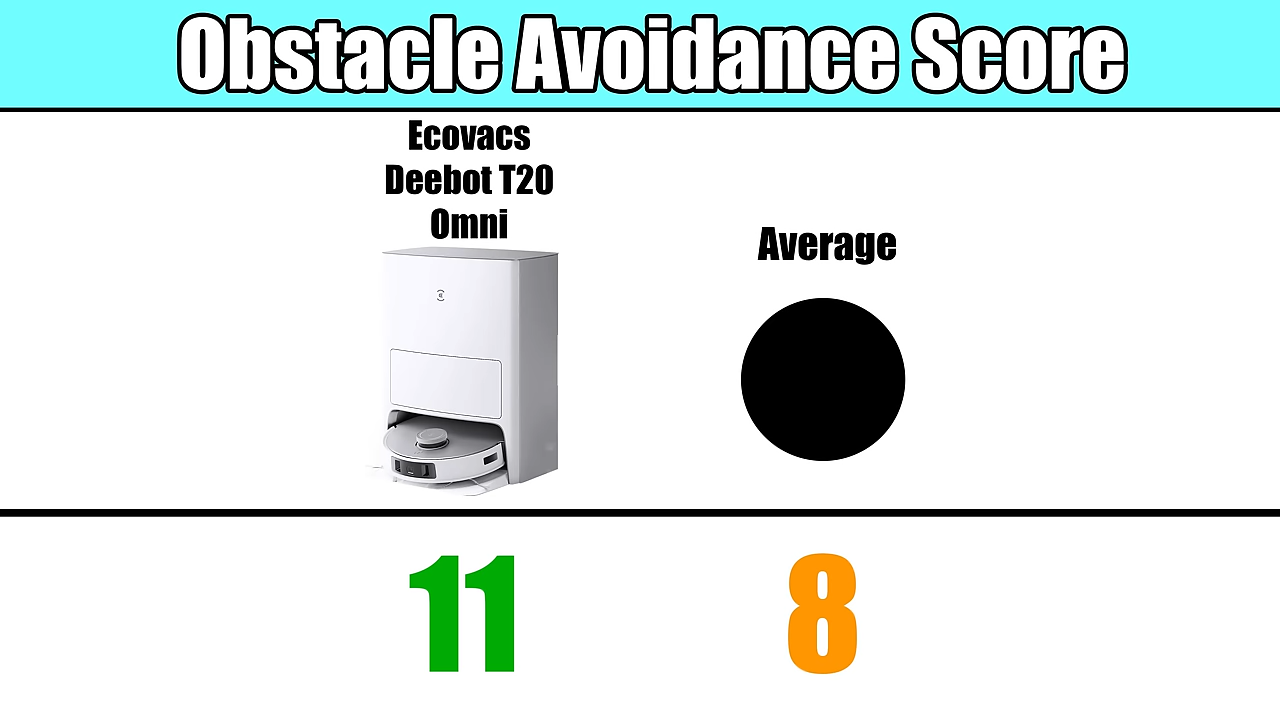 Obstacle Avoidance Score
Ecovacs
Deebot T20
Omni
Average
11
8